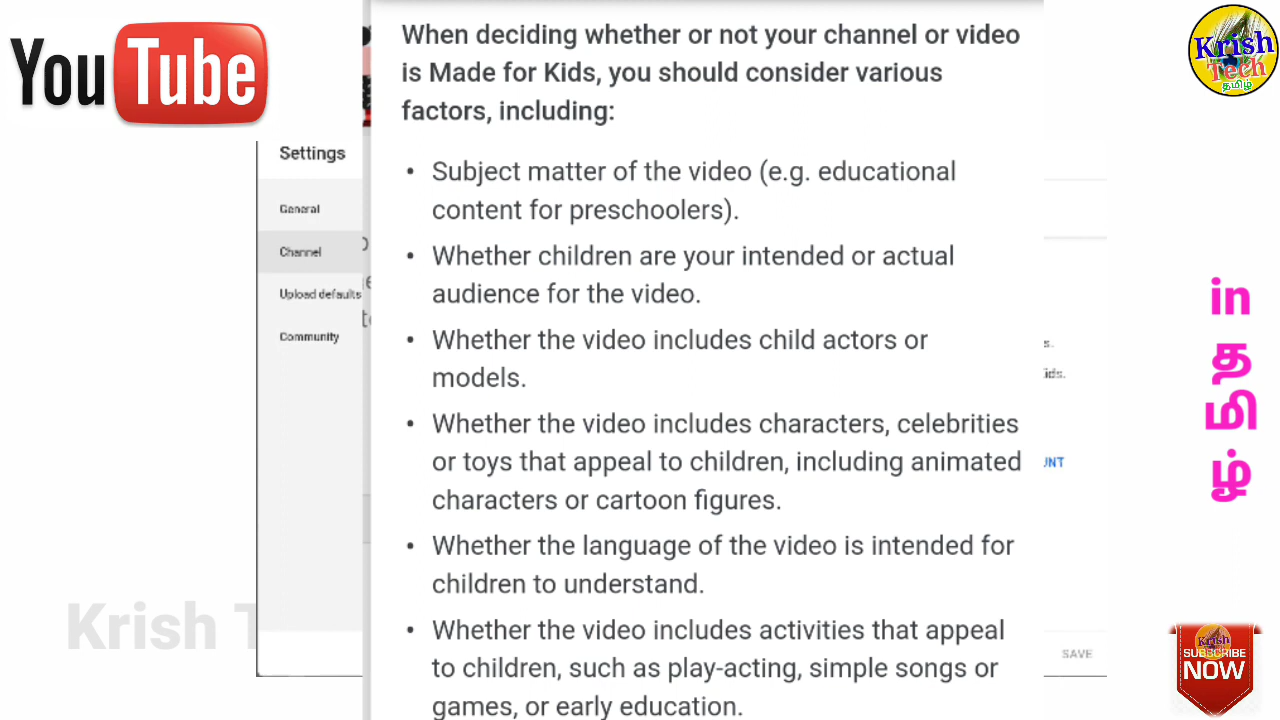 YouTube
When deciding whether or not your channel or video
is Made for Kids, you should consider various
factors, including:
• Subject matter of the video (e.g. educational
content for preschoolers).
• Whether children are your intended or actual
audience for the video.
• Whether the video includes child actors or
models.
• Whether the video includes characters, celebrities
or toys that appeal to children, including animated
characters or cartoon figures.
• Whether the language of the video is intended for
children to understand.
• Whether the video includes activities that appeal
to children, such as play-acting, simple songs or
games, or early education.
Settings
General
Channel
Upload defaults
Community
SAVE
Krish
Krish
Tech
தமிழ்
in
த
மி
ழ்
Krish
SUBSCRIBE
NOW